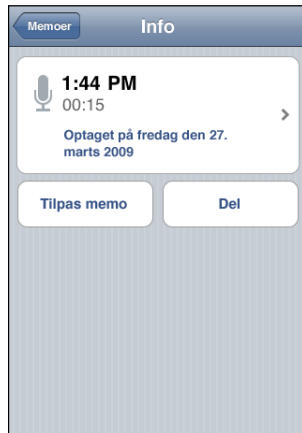 Memoer
Info
1:44 PM
00:15
Optaget på fredag den 27.
marts 2009
Tilpas memo
Del